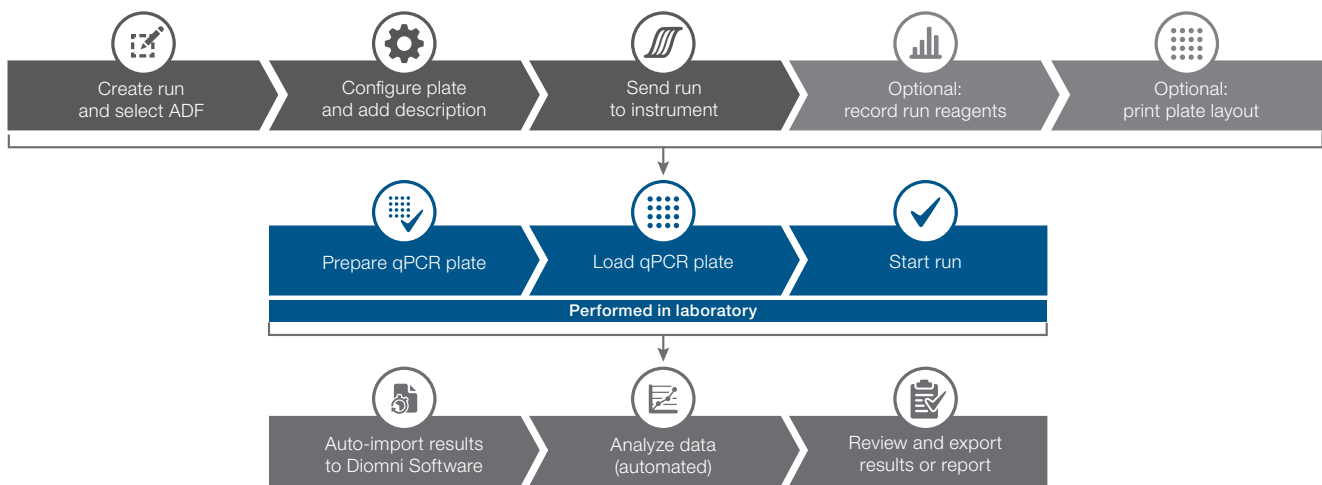 Create run
and select ADF
Configure plate
and add description
Send run
to instrument
Optional:
record run reagents
Optional:
print plate layout
Prepare qPCR plate
Load qPCR plate
Start run
Performed in laboratory
Auto-import results
to Diomni Software
Analyze data
(automated)
Review and export
results or report